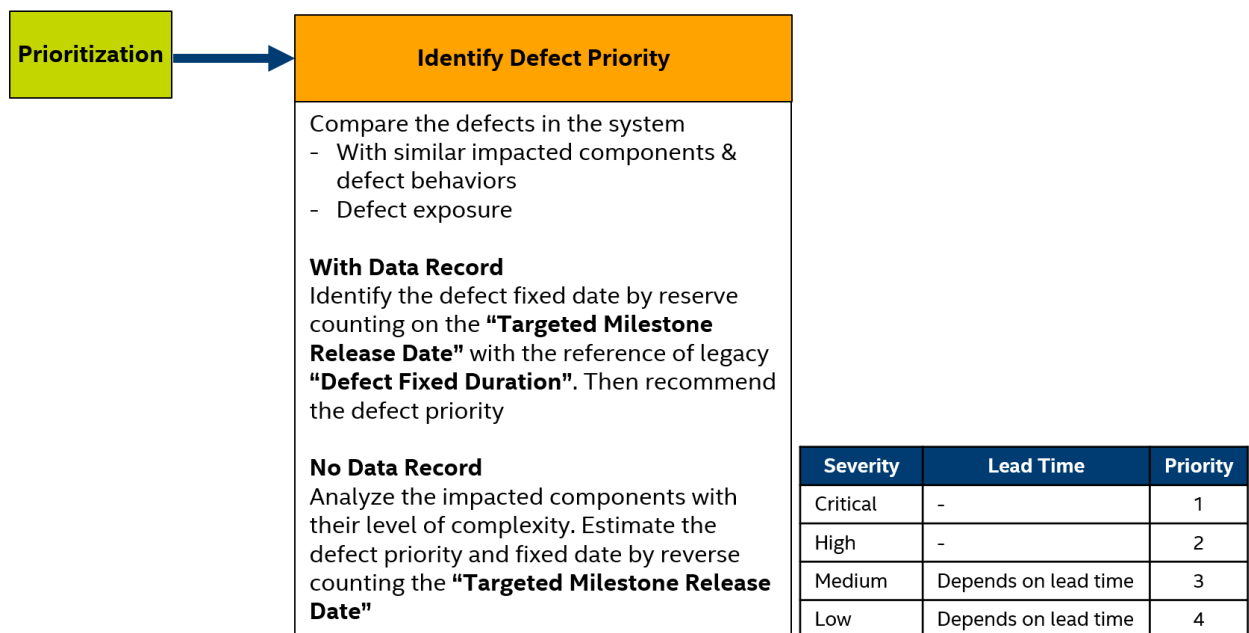 Prioritization
Identify Defect Priority
Compare the defects in the system
- With similar impacted components &
defect behaviors
- Defect exposure
With Data Record
Identify the defect fixed date by reserve
counting on the “Targeted Milestone
Release Date” with the reference of legacy
“Defect Fixed Duration”. Then recommend
the defect priority
No Data Record
Analyze the impacted components with
their level of complexity. Estimate the
defect priority and fixed date by reverse
counting the “Targeted Milestone Release
Date”
Severity Lead Time Priority
Critical - 1
High - 2
Medium Depends on lead time 3
Low Depends on lead time 4